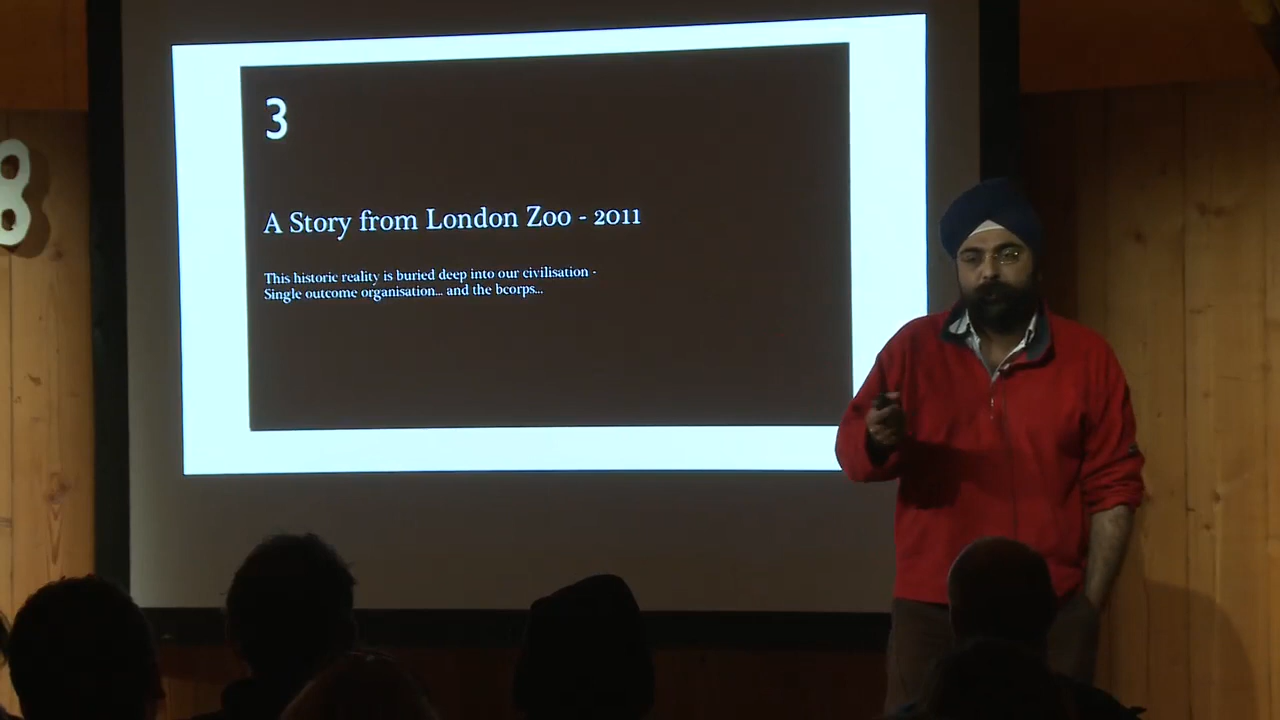 8
3
A Story from London Zoo - 2011
This historic reality is buried deep into our civilisation -
Single outcome organisation... and the bcorps...